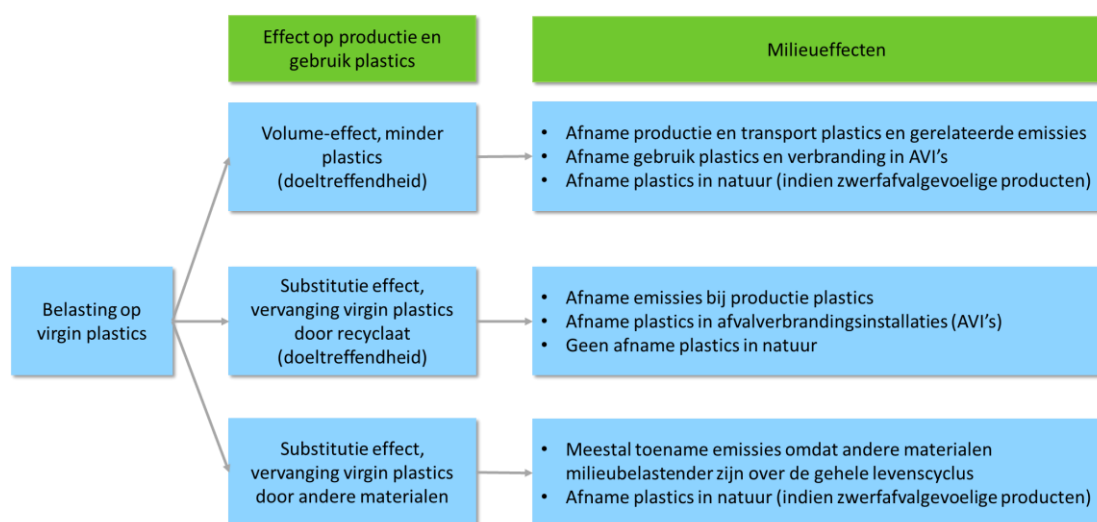 Effect op productie en
gebruik plastics
Milieueffecten
Volume-effect, minder
plastics
(doeltreffendheid)
• Afname productie en transport plastics en gerelateerde emissies
• Afname gebruik plastics en verbranding in AVI's
• Afname plastics in natuur (indien zwerfafvalgevoelige producten)
Belasting op
virgin plastics
Substitutie effect,
vervanging virgin plastics
door recyclaat
(doeltreffendheid)
• Afname emissies bij productie plastics
• Afname plastics in afvalverbrandingsinstallaties (AVI's)
• Geen afname plastics in natuur
Substitutie effect,
vervanging virgin plastics
door andere materialen
• Meestal toename emissies omdat andere materialen
milieubelastender zijn over de gehele levenscyclus
• Afname plastics in natuur (indien zwerfafvalgevoelige producten)